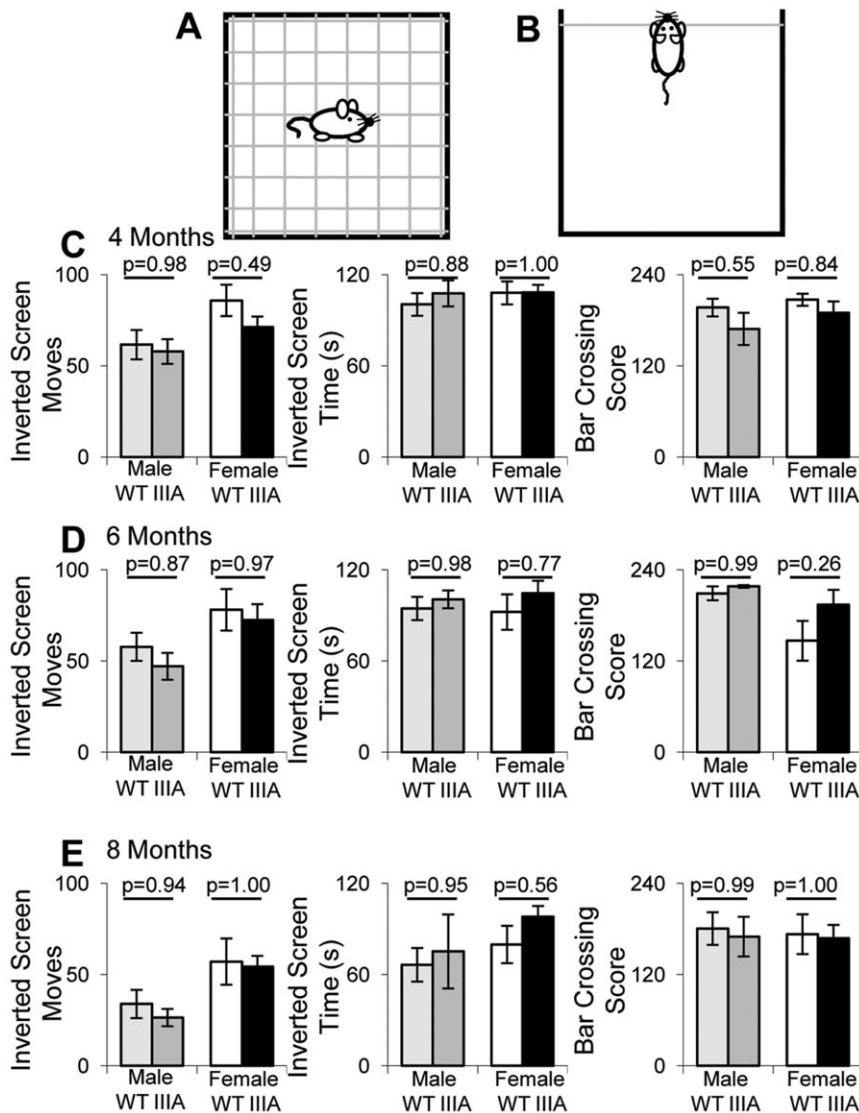 A
B
C 4 Months
Inverted Screen
Moves
100
50
0
p=0.98 p=0.49
Male Female
WT IIIA WT IIIA
Inverted Screen
Time (s)
120
60
0
p=0.88 p=1.00
Male Female
WT IIIA WT IIIA
Bar Crossing
Score
240
120
0
p=0.55 p=0.84
Male Female
WT IIIA WT IIIA
D 6 Months
Inverted Screen
Moves
100
50
0
p=0.87 p=0.97
Male Female
WT IIIA WT IIIA
Inverted Screen
Time (s)
120
60
0
p=0.98 p=0.77
Male Female
WT IIIA WT IIIA
Bar Crossing
Score
240
120
0
p=0.99 p=0.26
Male Female
WT IIIA WT IIIA
E 8 Months
Inverted Screen
Moves
100
50
0
p=0.94 p=1.00
Male Female
WT IIIA WT IIIA
Inverted Screen
Time (s)
120
60
0
p=0.95 p=0.56
Male Female
WT IIIA WT IIIA
Bar Crossing
Score
240
120
0
p=0.99 p=1.00
Male Female
WT IIIA WT IIIA